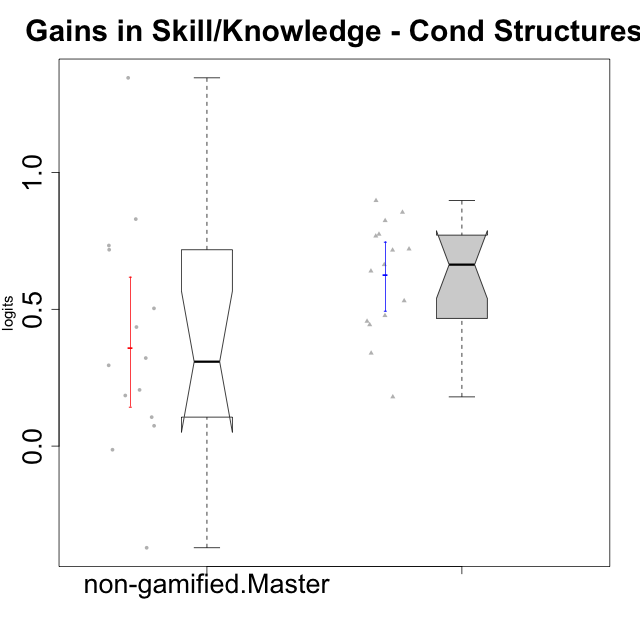 Gains in Skill/Knowledge - Cond Structures
logits
1.0
0.5
0.0
non-gamified.Master